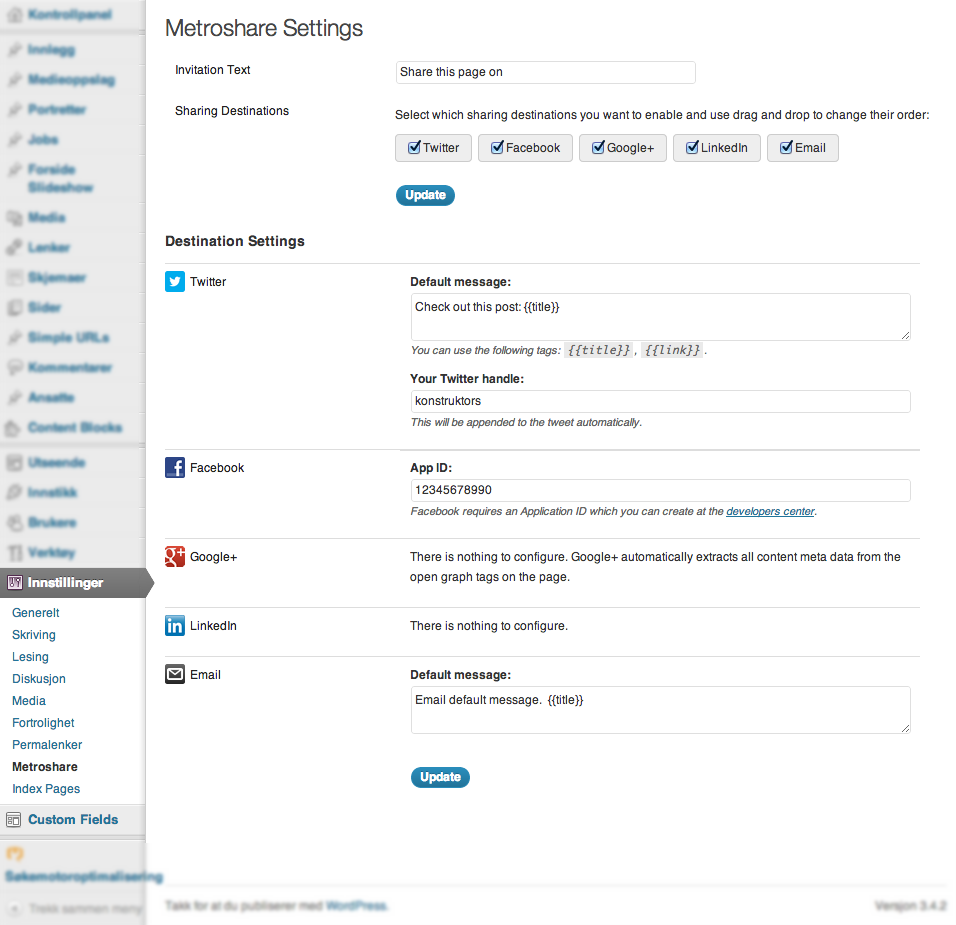 Kontrollpanel
Innlegg
Medieoppslag
Portretter
Jobs
Forside
Slideshow
Media
Lenker
Skjemaer
Sider
Simple URLs
Kommentarer
Ansatte
Content Blocks
Utseende
Innstikk
Brukere
Verktøy
Innstillinger
Generelt
Skriving
Lesing
Diskusjon
Media
Fortrolighet
Permalenker
Metroshare
Index Pages
Custom Fields
Søkemotoroptimalisering
Trekk sammen meny
Metroshare Settings
Invitation Text
Share this page on
Sharing Destinations
Select which sharing destinations you want to enable and use drag and drop to change their order:
Twitter Facebook Google+ LinkedIn Email
Update
Destination Settings
Twitter
Default message:
Check out this post: {{title}}
You can use the following tags: {{title}}, {{link}}.
Your Twitter handle:
konstruktors
This will be appended to the tweet automatically.
Facebook
App ID:
12345678990
Facebook requires an Application ID which you can create at the developers center.
Google+
There is nothing to configure. Google+ automatically extracts all content meta data from the
open graph tags on the page.
LinkedIn
There is nothing to configure.
Email
Default message:
Email default message.  {{title}}
Update
Takk for at du publiserer med WordPress.
Versjon 3.4.2